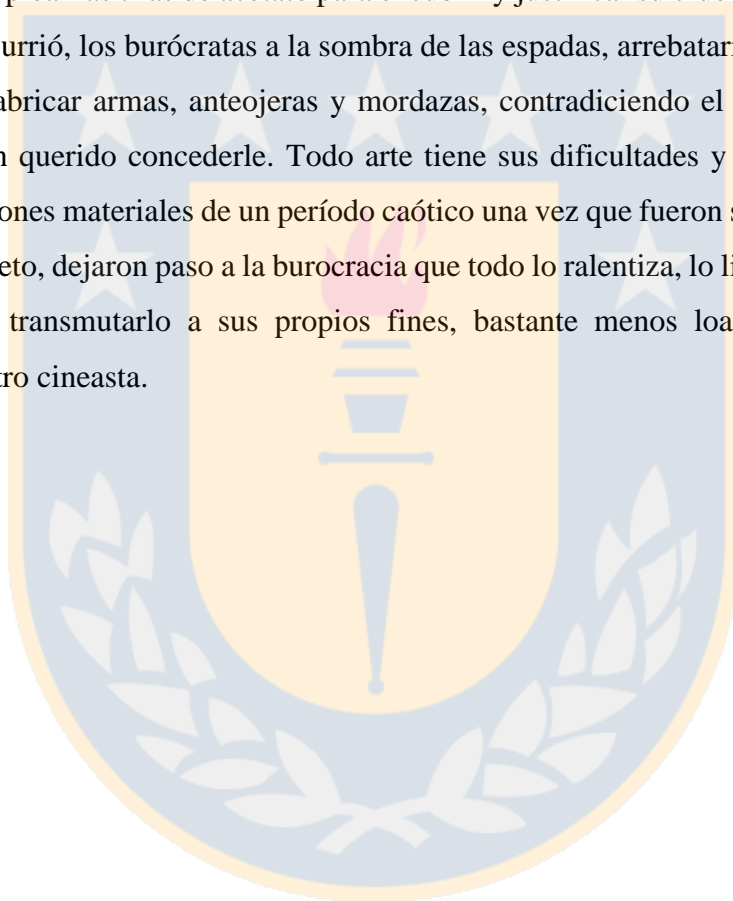 urrió, los burócratas a la sombra de las espadas, arrebatar
abricar armas, anteojeras y mordazas, contradiciendo el
n querido concederle. Todo arte tiene sus dificultades y
ones materiales de un período caótico una vez que fueron s
eto, dejaron paso a la burocracia que todo lo ralentiza, lo li
transmutarlo a sus propios fines, bastante menos loa
tro cineasta.